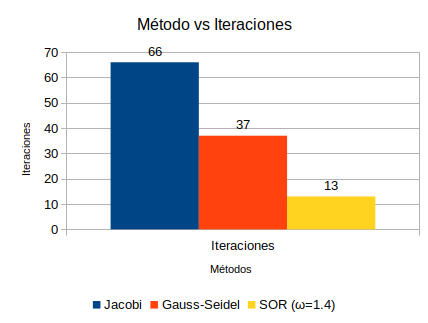 Método vs Iteraciones
70
60
50
40
30
20
10
0
Iteraciones
66
37
13
Iteraciones
Métodos
Jacobi Gauss-Seidel SOR (ω=1.4)